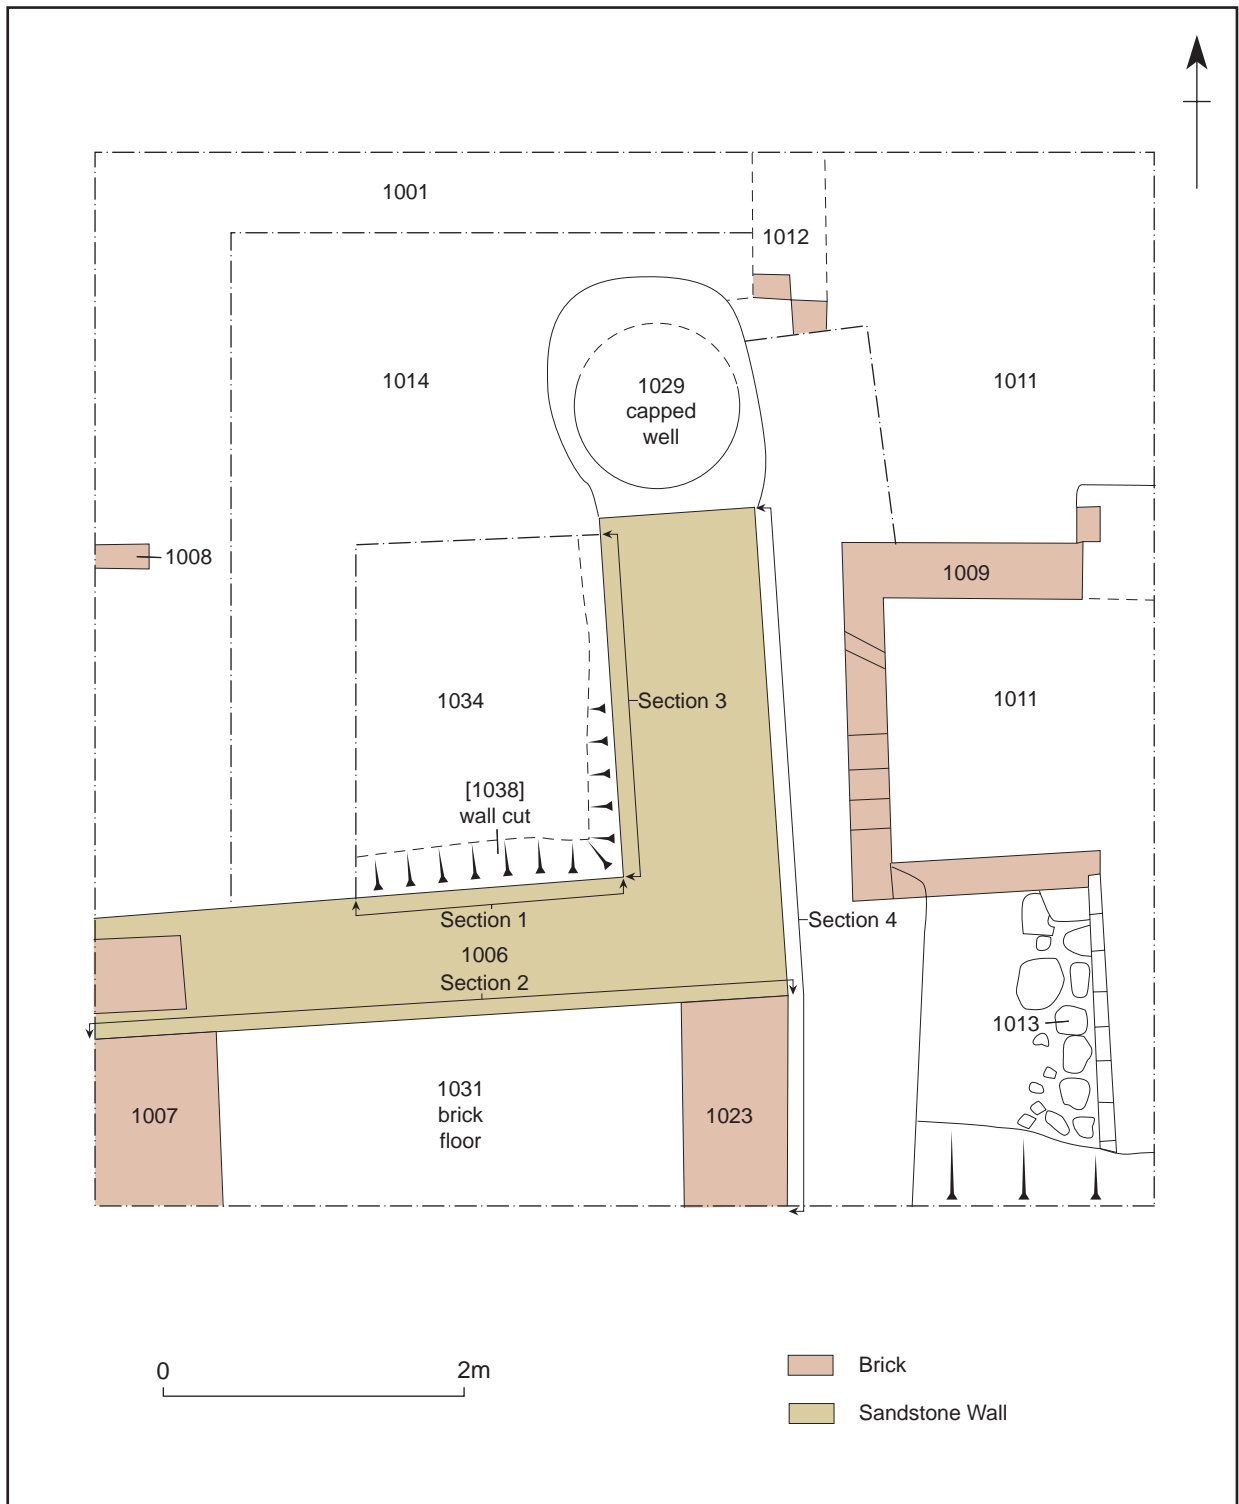 1001
1012
1014
1029
capped
well
1011
1008
1009
1034
Section 3
1011
[1038]
wall cut
Section 1
Section 4
1006
Section 2
1013
1007
1031
brick
floor
1023
0 2m
Brick
Sandstone Wall